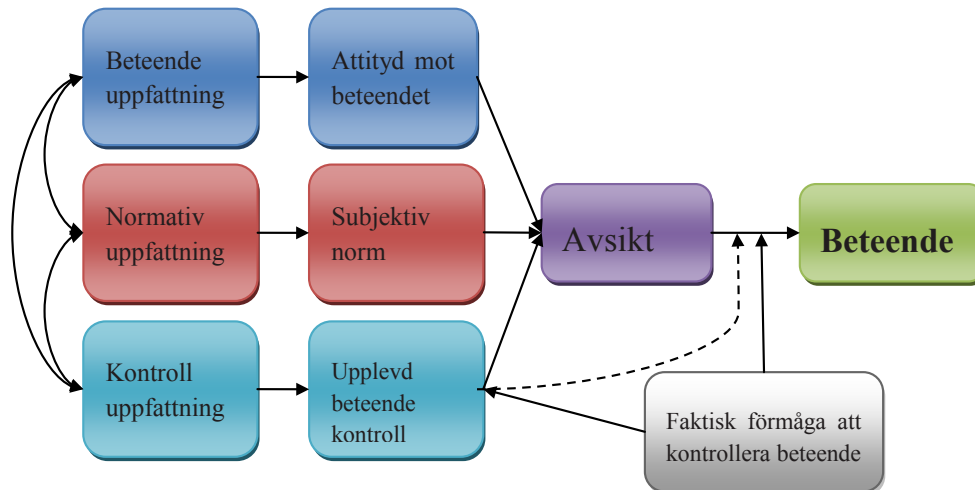 Beteende
uppfattning
Attityd mot
beteendet
Normativ
uppfattning
Subjektiv
norm
Avsikt
Beteende
Kontroll
uppfattning
Upplevd
beteende
kontroll
Faktisk förmåga att
kontrollera beteende